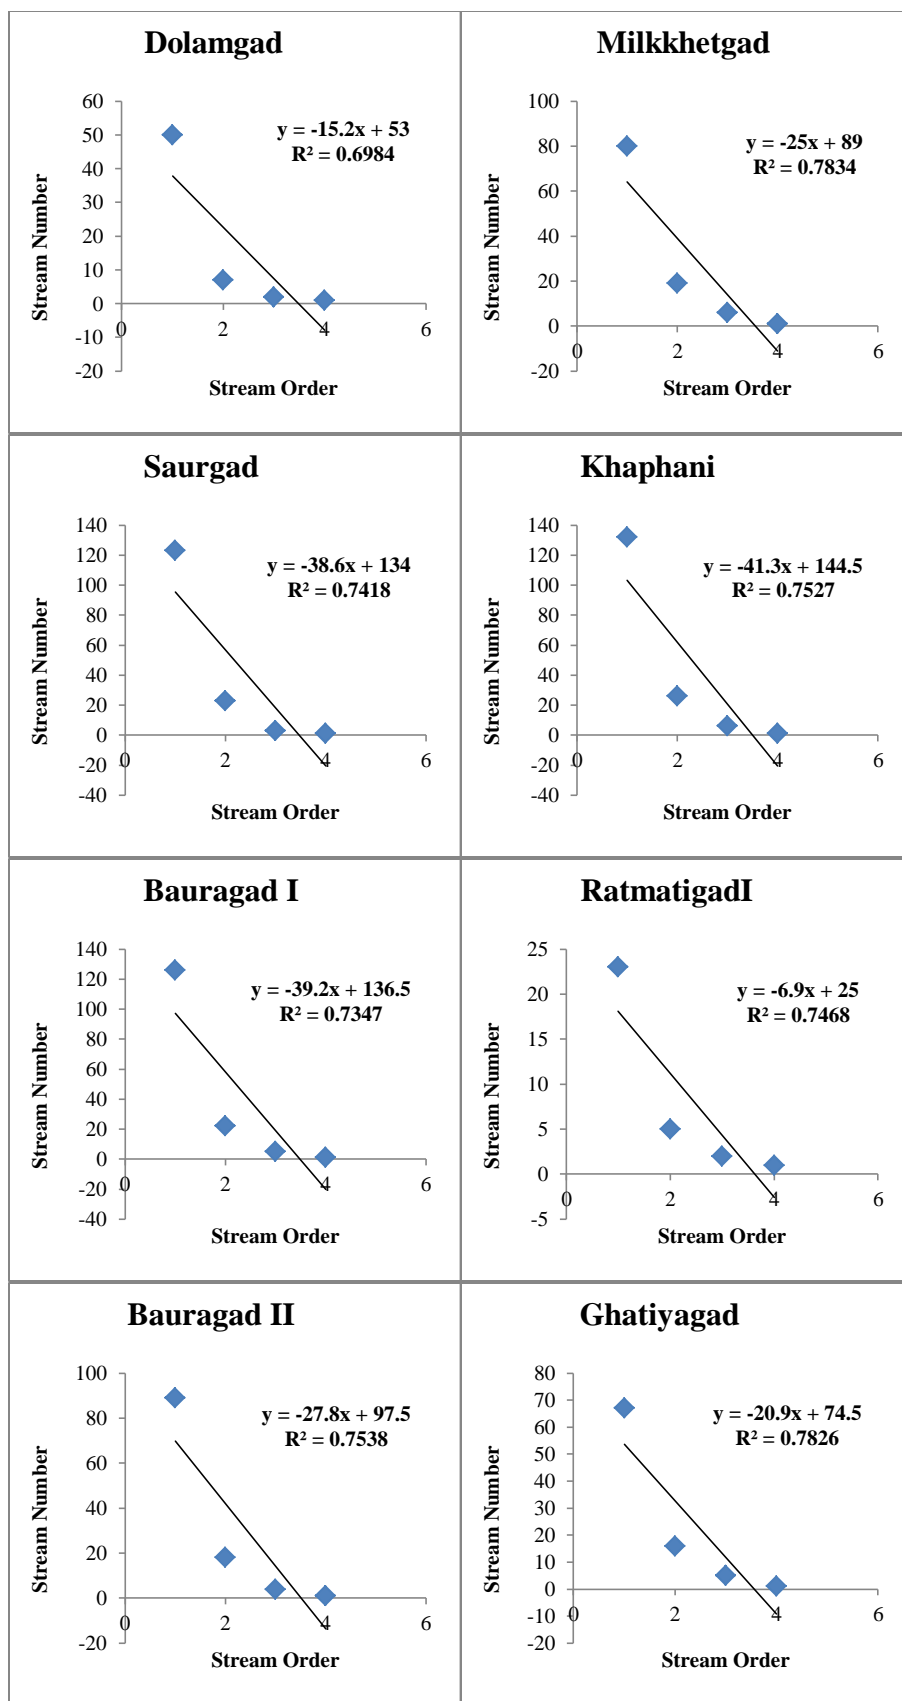 Dolamgad
60
50
40
30
20
10
0
-10
-20
0
2
4
6
y = -15.2x + 53
R² = 0.6984
Stream Number
Stream Order
Milkkhetgad
100
80
60
40
20
0
-20
0
2
4
6
y = -25x + 89
R² = 0.7834
Stream Number
Stream Order
Saurgad
140
120
100
80
60
40
20
0
-20
-40
0
2
4
6
y = -38.6x + 134
R² = 0.7418
Stream Number
Stream Order
Khaphani
140
120
100
80
60
40
20
0
-20
-40
0
2
4
6
y = -41.3x + 144.5
R² = 0.7527
Stream Number
Stream Order
Bauragad I
140
120
100
80
60
40
20
0
-20
-40
0
2
4
6
y = -39.2x + 136.5
R² = 0.7347
Stream Number
Stream Order
RatmatigadI
25
20
15
10
5
0
-5
0
2
4
6
y = -6.9x + 25
R² = 0.7468
Stream Number
Stream Order
Bauragad II
100
80
60
40
20
0
-20
0
2
4
6
y = -27.8x + 97.5
R² = 0.7538
Stream Number
Stream Order
Ghatiyagad
80
70
60
50
40
30
20
10
0
-10
-20
0
2
4
6
y = -20.9x + 74.5
R² = 0.7826
Stream Number
Stream Order